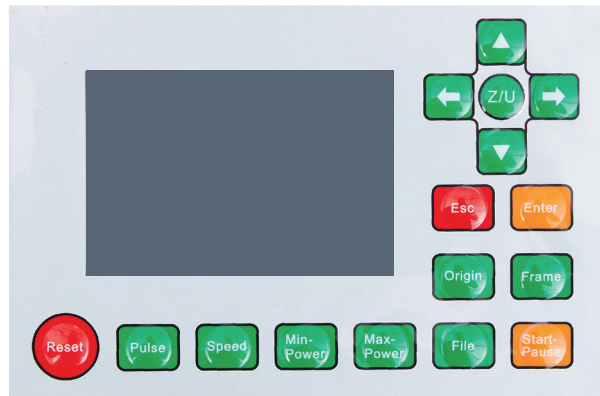 Z/U
Esc
Enter
Origin
Frame
Reset
Pulse
Speed
Min-
Power
Max-
Power
File
Start-
Pause